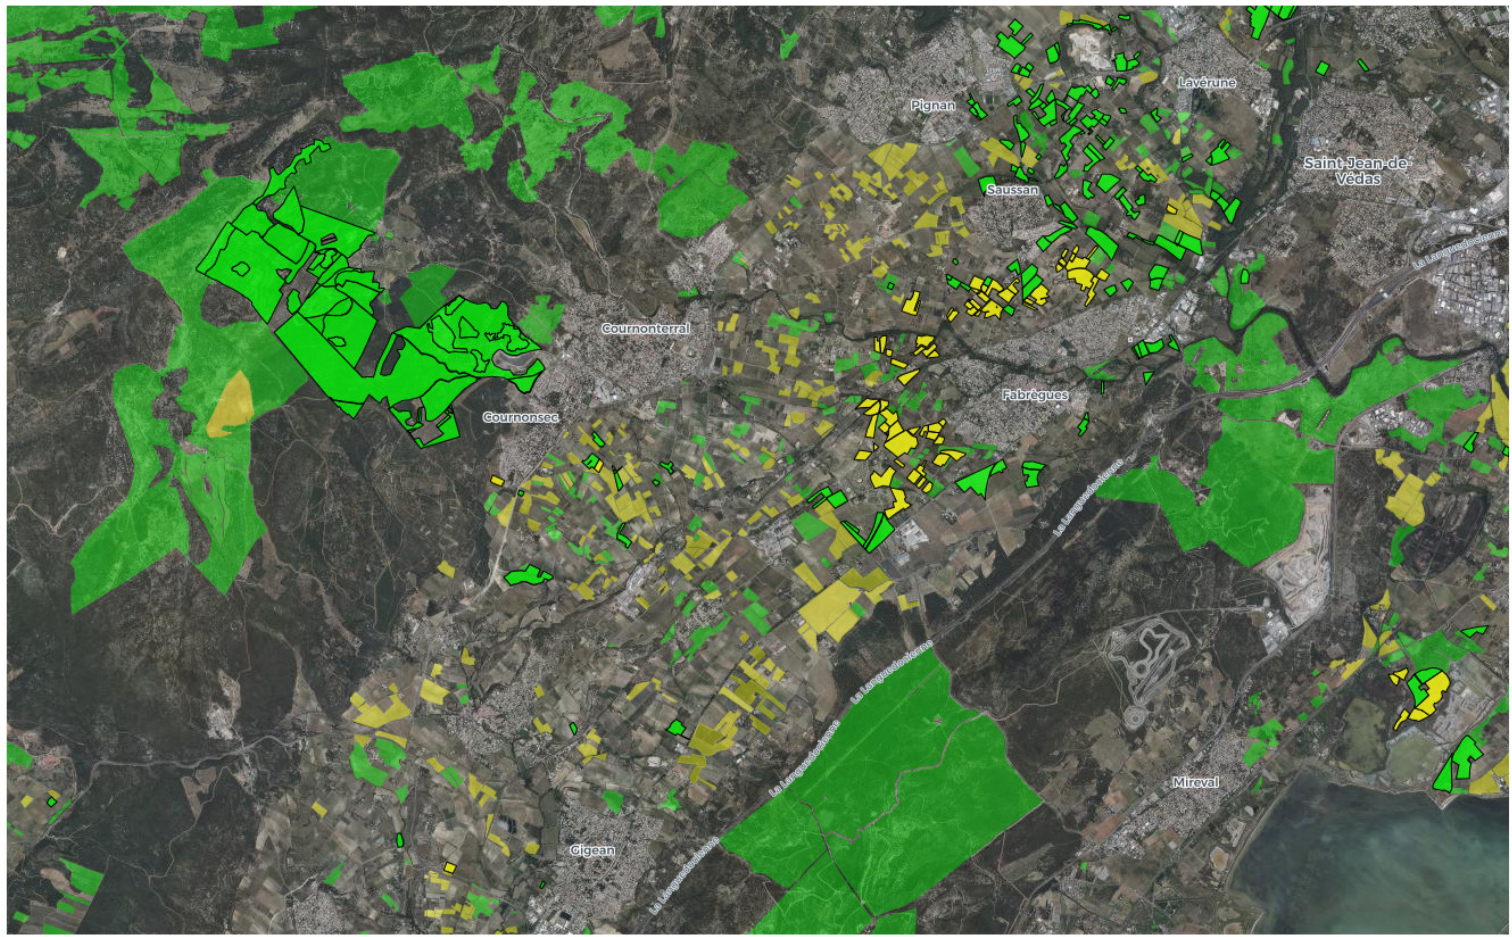 Lavérune
Pignan
Saint-Jean-de-
Védas
Saussan
La Languedocienne
Cournonterral
Fabrègues
Cournonsec
La Languedocienne
La Languedocienne
La Languedocienne
Mireval
Gigean
La Languedocienne